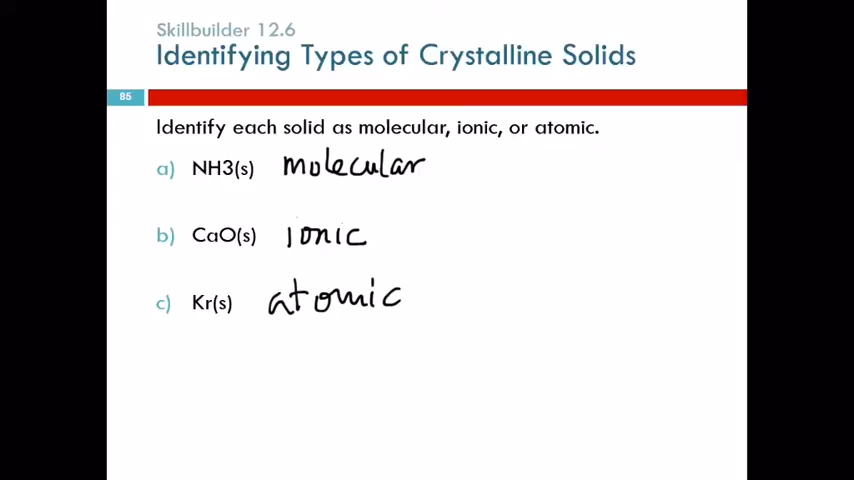 Skillbuilder 12.6
Identifying Types of Crystalline Solids
85
Identify each solid as molecular, ionic, or atomic.
a) NH3(s) molecular
b) CaO(s) ionic
c) Kr(s) atomic